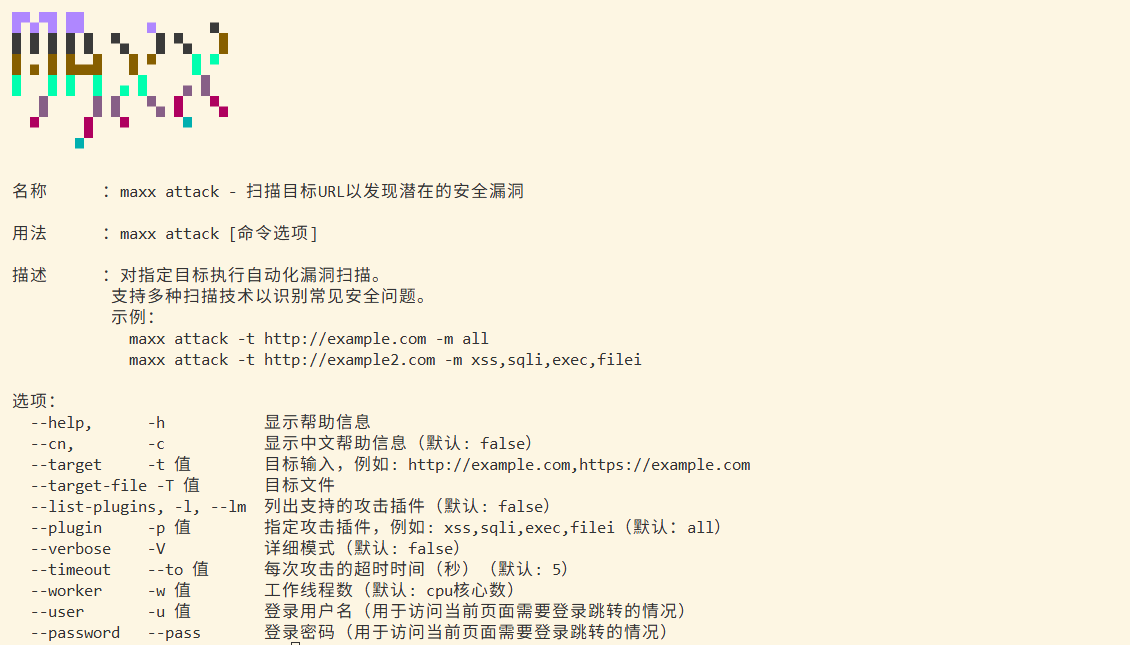 MAXX
名称      : maxx attack - 扫描目标URL以发现潜在的安全漏洞
用法      : maxx attack [命令选项]
描述      : 对指定目标执行自动化漏洞扫描。
支持多种扫描技术以识别常见安全问题。
示例:
maxx attack -t http://example.com -m all
maxx attack -t http://example2.com -m xss,sqli,exec,filei
选项:
--help,      -h           显示帮助信息
--cn,        -c           显示中文帮助信息（默认: false）
--target     -t 值        目标输入，例如: http://example.com,https://example.com
--target-file -T 值       目标文件
--list-plugins, -l, --lm  列出支持的攻击插件（默认: false）
--plugin     -p 值        指定攻击插件，例如: xss,sqli,exec,filei（默认: all）
--verbose    -V           详细模式（默认: false）
--timeout    --to 值      每次攻击的超时时间（秒）（默认: 5）
--worker     -w 值        工作线程数（默认: cpu核心数）
--user       -u 值        登录用户名（用于访问当前页面需要登录跳转的情况）
--password   --pass       登录密码（用于访问当前页面需要登录跳转的情况）